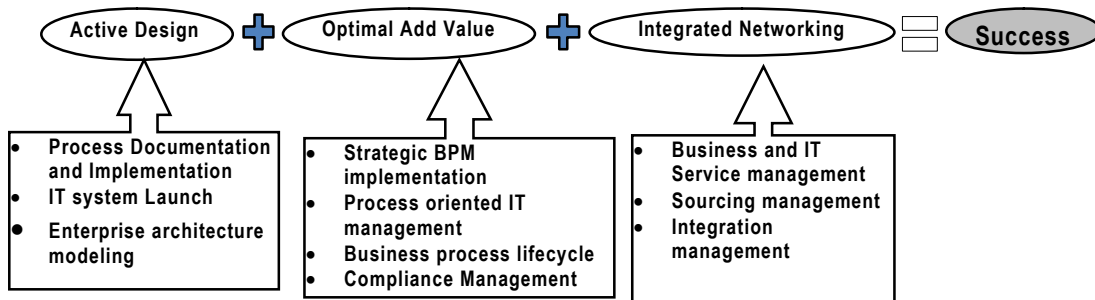 Active Design + Optimal Add Value + Integrated Networking = Success
• Process Documentation
and Implementation
• IT system Launch
• Enterprise architecture
modeling
• Strategic BPM
implementation
• Process oriented IT
management
• Business process lifecycle
• Compliance Management
• Business and IT
Service management
• Sourcing management
• Integration
management